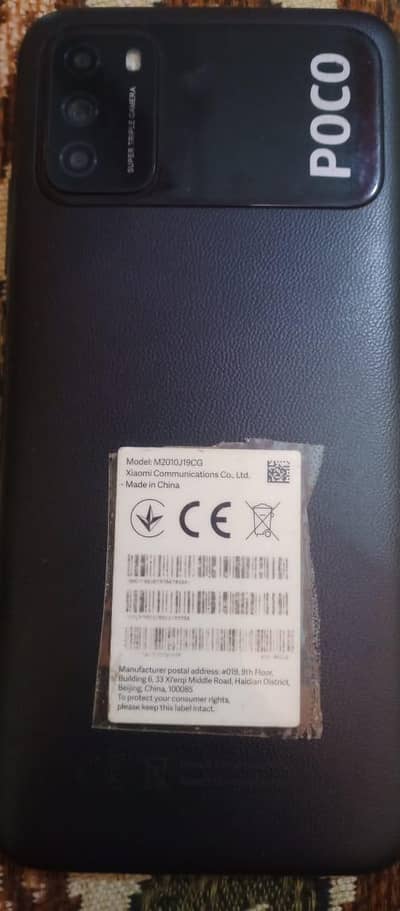 SUPER TRIPLE CAMERA
POCO
Model: M2010J19CG
Xiaomi Communications Co., Ltd.
Made in China
CE
Manufacturer postal address: #019, 9th Floor,
Building 6, 33 Xi'erqi Middle Road, Haidian District,
Beijing, China, 100085
To protect your consumer rights,
please keep this label intact.